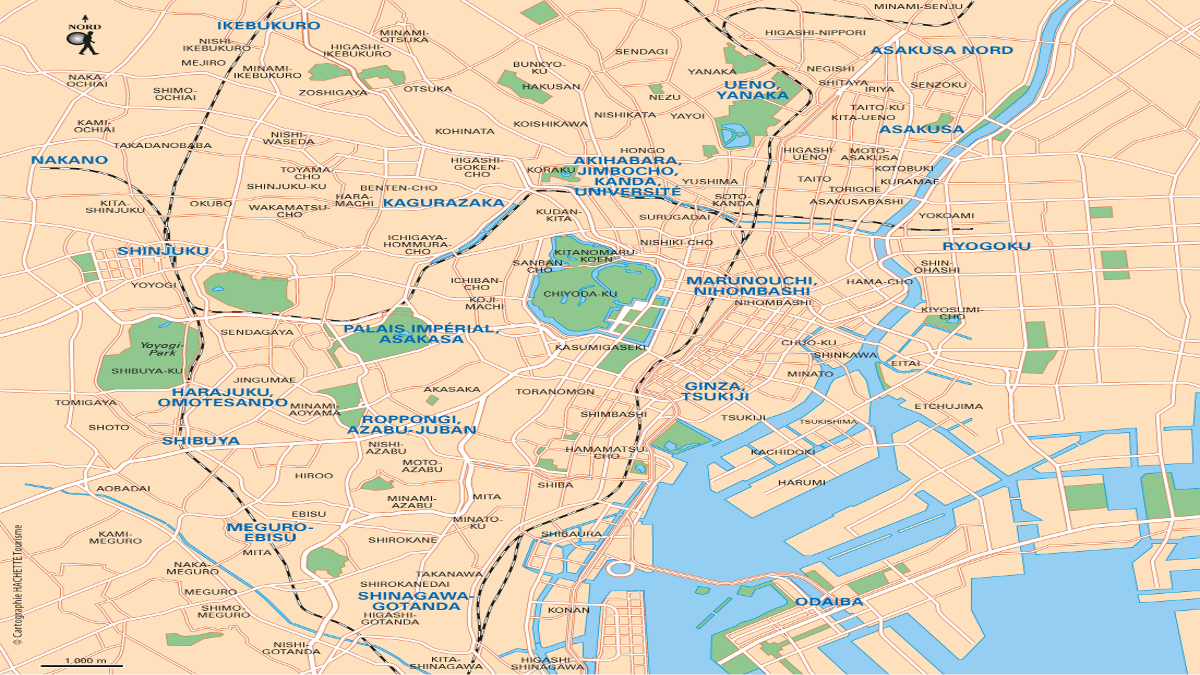 NORD
IKEBUKURO
NISHI-
IKEBUKURO
MEJIRO
MINAMI-
IKEBUKURO
HIGASHI-
IKEBUKURO
MINAMI-
OTSUKA
ZOSHIGAYA
OTSUKA
NAKA-
OCHIAI
SHIMO-
OCHIAI
KAMI-
OCHIAI
TAKADANOBABA
NISHI-
WASEDA
KOHINATA
BUNKYO-
KU
HAKUSAN
KOISHIKAWA
SENDAGI
NISHIKATA
NEZU
YAYOI
YANAKA
UENO,
YANAKA
MINAMI-SENJU
HIGASHI-NIPPORI
ASAKUSA NORD
NEGISHI
SHITAYA
IRIYA
SENZOKU
TAITO-KU
KITA-UENO
ASAKUSA
HONGO
HIGASHI-
UENO
MOTO-
ASAKUSA
KOTOBUKI
KURAMAE
TAITO
TORIGOE
ASAKUSABASHI
YOKOAMI
NAKANO
KITA-
SHINJUKU
OKUBO
TOYAMA-
CHO
SHINJUKU-KU
WAKAMATSU-
CHO
HARA-
MACHI
BENTEN-CHO
KAGURAZAKA
HIGASHI-
GOKEN-
CHO
KORAKU
AKIHABARA,
JIMBOCHO,
KANDA,
UNIVERSITÉ
YUSHIMA
SOTO-
KANDA
SURUGADAI
KUDAN-
KITA
NISHIKI-CHO
SHINJUKU
YOYOGI
ICHIGAYA-
HOMMURA-
CHO
ICHIBAN-
CHO
KOJI-
MACHI
SANBAN-
CHO
KITANOMARU-
KOEN
CHIYODA-KU
MARUNOUCHI,
NIHOMBASHI
NIHOMBASHI
RYOGOKU
SHIN-
OHASHI
HAMA-CHO
KIYOSUMI-
CHO
SENDAGAYA
PALAIS IMPÉRIAL,
ASAKASA
KASUMIGASEKI
CHUO-KU
SHINKAWA
EITAI
MINATO
Yoyogi-
Park
SHIBUYA-KU
JINGUMAE
HARAJUKU,
OMOTESANDO
TOMIGAYA
SHOTO
MINAMI-
AOYAMA
AKASAKA
TORANOMON
SHIMBASHI
GINZA,
TSUKIJI
TSUKIJI
TSUKISHIMA
ETCHUJIMA
ROPPONGI,
AZABU-JUBAN
SHIBUYA
NISHI-
AZABU
MOTO-
AZABU
HAMAMATSU-
CHO
KACHIDOKI
HARUMI
HIROO
AOBADAI
SHIBA
MITA
MINAMI-
AZABU
EBISU
MEGURO-
EBISU
MITA
MINATO-
KU
SHIROKANE
SHIBAURA
KAMI-
MEGURO
NAKA-
MEGURO
MEGURO
SHIMO-
MEGURO
TAKANAWA
SHIROKANEDAI
SHINAGAWA-
GOTANDA
HIGASHI-
GOTANDA
KONAN
ODAIBA
NISHI-
GOTANDA
KITA-
SHINAGAWA
HIGASHI-
SHINAGAWA
1 000 m
© Cartographie HACHETTE Tourisme